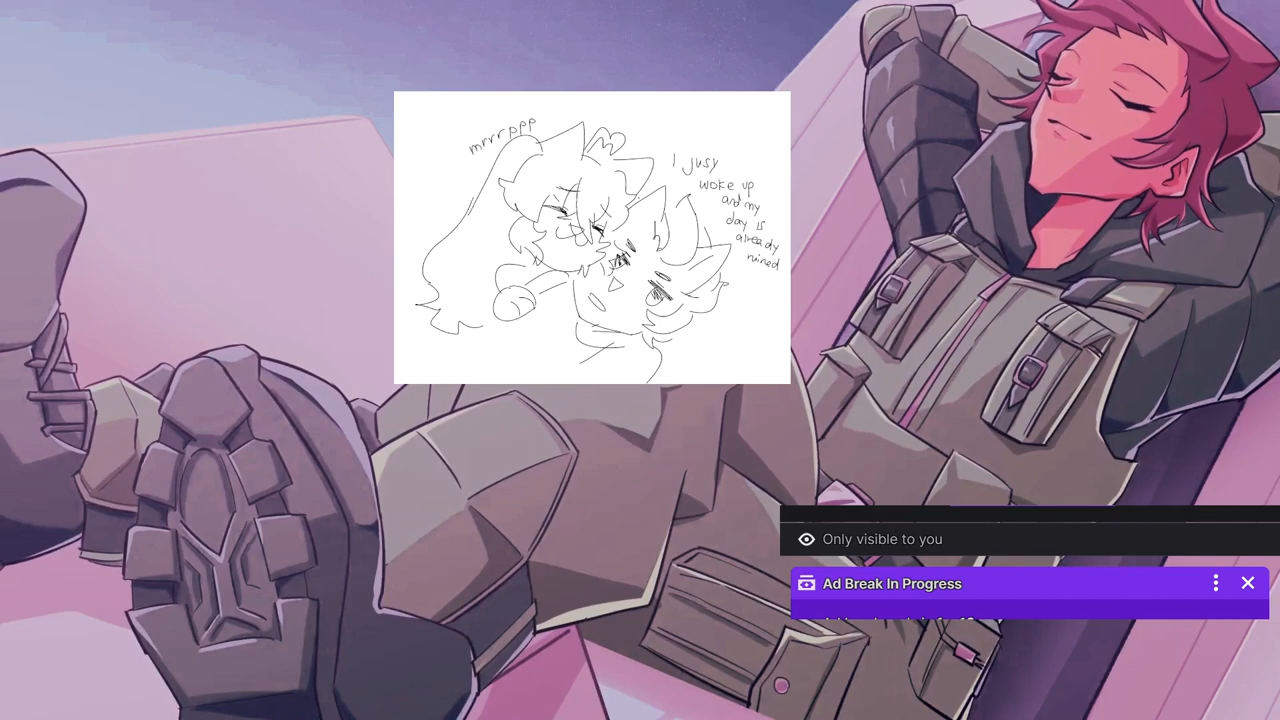 mrrrppp
I jusy
woke up
and my
day is
already
ruined
Only visible to you
Ad Break In Progress